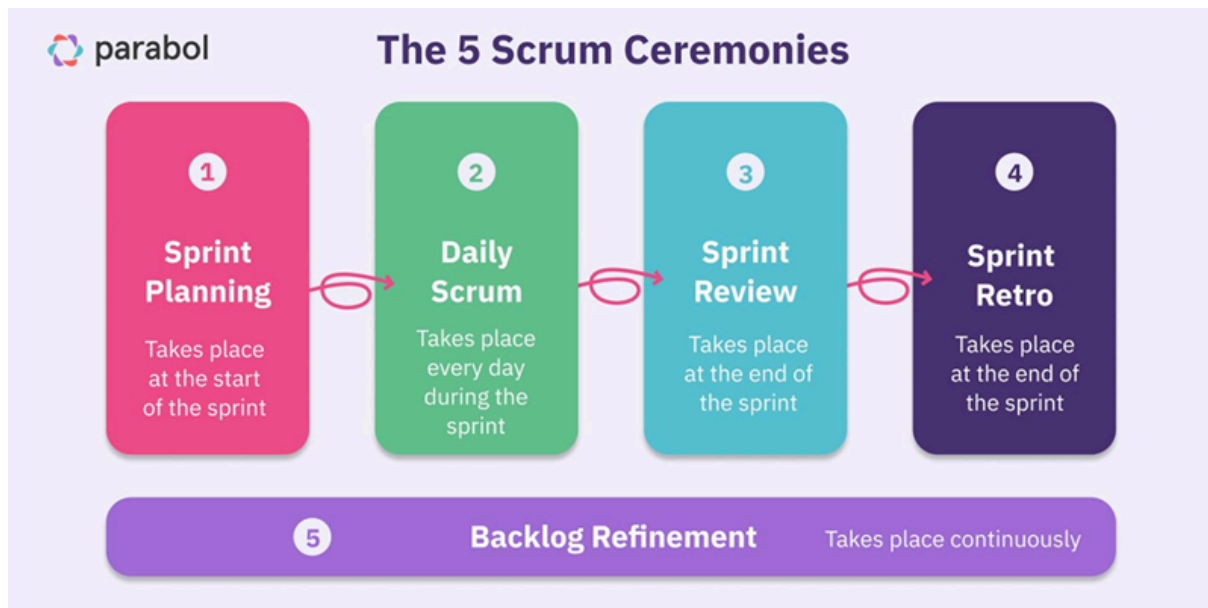 parabol
The 5 Scrum Ceremonies
1
Sprint
Planning
Takes place
at the start
of the sprint
2
Daily
Scrum
Takes place
every day
during the
sprint
3
Sprint
Review
Takes place
at the end of
the sprint
4
Sprint
Retro
Takes place
at the end of
the sprint
5
Backlog Refinement
Takes place continuously